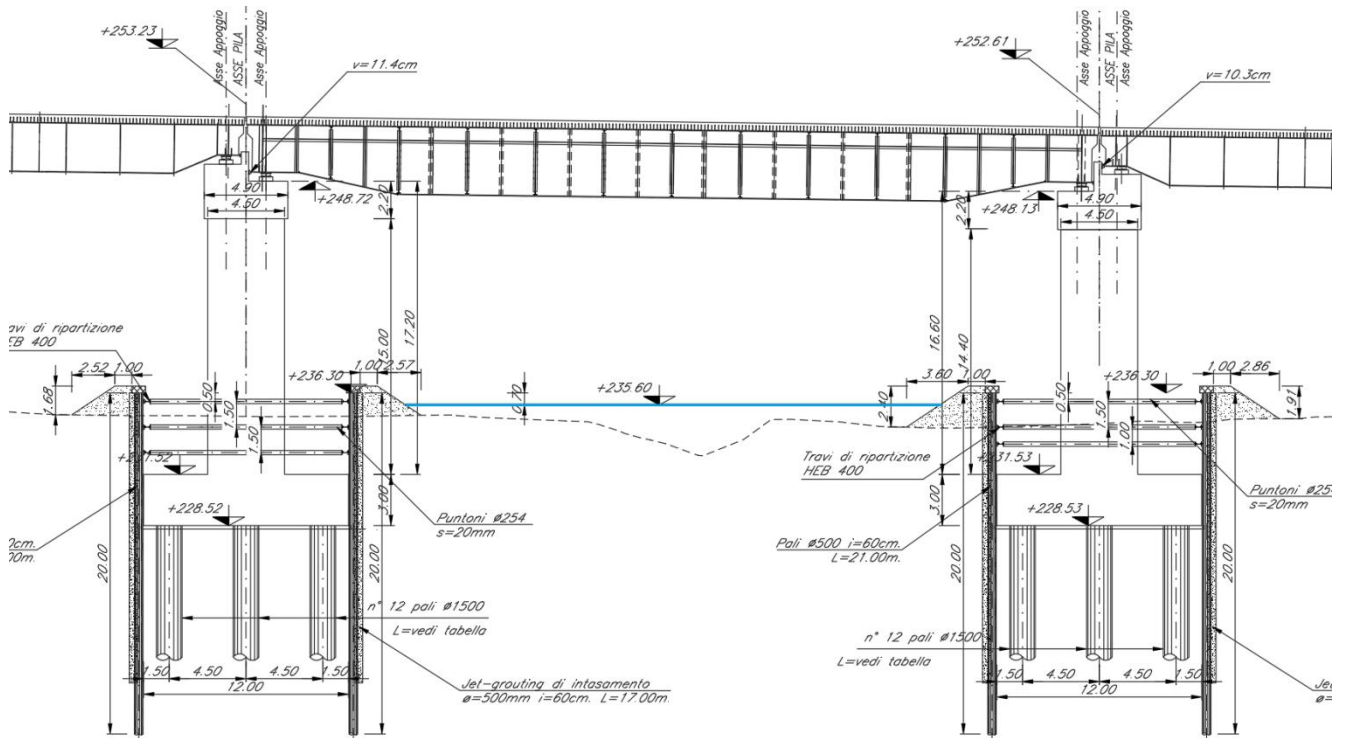 +253.23
Asse Appoggio
ASSE PILA
Asse Appoggio
v=11.4cm
+252.61
Asse Appoggio
ASSE PILA
Asse Appoggio
v=10.3cm
4.90
4.50
+248.72
2.20
2.20
+248.13
4.90
4.50
15.00
17.20
16.60
14.40
di ripartizione
400
2.52
1.00
1.68
0.50
1.50
1.50
+236.30
1.00
2.57
0.70
+235.60
3.60
1.00
2.40
0.50
1.50
1.00
+236.30
1.00
2.86
1.91
Travi di ripartizione
HEB 400
+228.52
3.00
Puntoni ø254
s=20mm
3.00
+228.53
s=20mm
Pali ø500 i=60cm.
L=21.00m.
20.00
20.00
20.00
20.00
n° 12 pali ø1500
L=vedi tabella
n° 12 pali ø1500
L=vedi tabella
1.50
4.50
4.50
1.50
12.00
1.50
4.50
4.50
1.50
12.00
Jet-grouting di intasamento
ø=500mm i=60cm. L=17.00m.